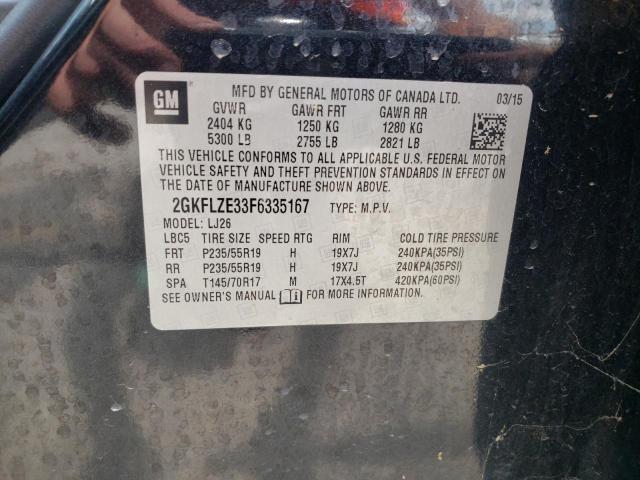 GM
MFD BY GENERAL MOTORS OF CANADA LTD. 03/15
GVWR GAWR FRT GAWR RR
2404 KG 1250 KG 1280 KG
5300 LB 2755 LB 2821 LB
THIS VEHICLE CONFORMS TO ALL APPLICABLE U.S. FEDERAL MOTOR
VEHICLE SAFETY AND THEFT PREVENTION STANDARDS IN EFFECT ON
THE DATE OF MANUFACTURE SHOWN ABOVE.
2GKFLZE33F6335167 TYPE: M.P.V.
MODEL: LJ26
LBC5 TIRE SIZE SPEED RTG RIM COLD TIRE PRESSURE
FRT P235/55R19 H 19X7J 240KPA(35PSI)
RR P235/55R19 H 19X7J 240KPA(35PSI)
SPA T145/70R17 M 17X4.5T 420KPA(60PSI)
SEE OWNER'S MANUAL FOR MORE INFORMATION.